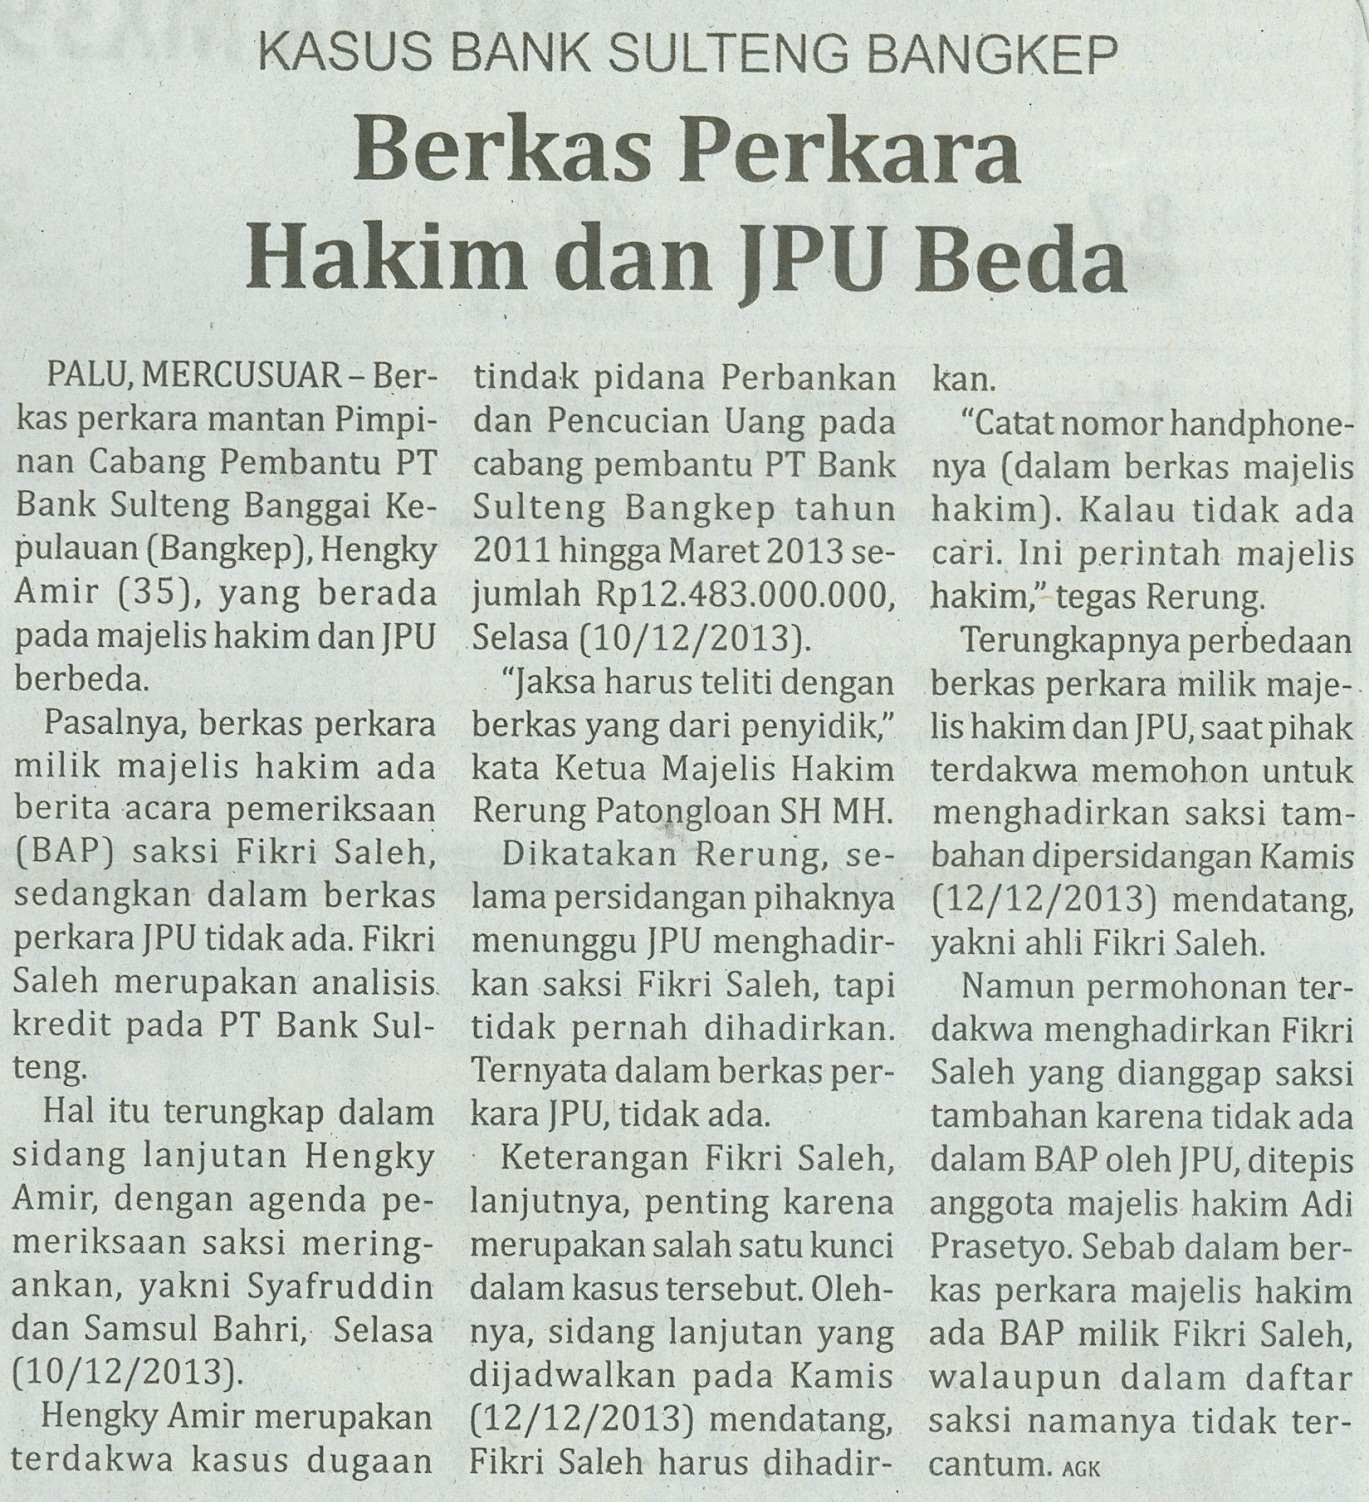 KASUS BANK SULTENG BANGKEP
Berkas Perkara
Hakim dan JPU Beda
PALU, MERCUSUAR – Ber-
kas perkara mantan Pimpi-
nan Cabang Pembantu PT
Bank Sulteng Banggai Ke-
pulauan (Bangkep), Hengky
Amir (35), yang berada
pada majelis hakim dan JPU
berbeda.
Pasalnya, berkas perkara
milik majelis hakim ada
berita acara pemeriksaan
(BAP) saksi Fikri Saleh,
sedangkan dalam berkas
perkara JPU tidak ada. Fikri
Saleh merupakan analisis
kredit pada PT Bank Sul-
teng.
Hal itu terungkap dalam
sidang lanjutan Hengky
Amir, dengan agenda pe-
meriksaan saksi mering-
ankan, yakni Syafruddin
dan Samsul Bahri, Selasa
(10/12/2013).
Hengky Amir merupakan
terdakwa kasus dugaan
tindak pidana Perbankan
dan Pencucian Uang pada
cabang pembantu PT Bank
Sulteng Bangkep tahun
2011 hingga Maret 2013 se-
jumlah Rp12.483.000.000,
Selasa (10/12/2013).
“Jaksa harus teliti dengan
berkas yang dari penyidik,”
kata Ketua Majelis Hakim
Rerung Patongloan SH MH.
Dikatakan Rerung, se-
lama persidangan pihaknya
menunggu JPU menghadir-
kan saksi Fikri Saleh, tapi
tidak pernah dihadirkan.
Ternyata dalam berkas per-
kara JPU, tidak ada.
Keterangan Fikri Saleh,
lanjutnya, penting karena
merupakan salah satu kunci
dalam kasus tersebut. Oleh-
nya, sidang lanjutan yang
dijadwalkan pada Kamis
(12/12/2013) mendatang,
Fikri Saleh harus dihadir-
kan.
“Catat nomor handphone-
nya (dalam berkas majelis
hakim). Kalau tidak ada
cari. Ini perintah majelis
hakim,” tegas Rerung.
Terungkapnya perbedaan
berkas perkara milik maje-
lis hakim dan JPU, saat pihak
terdakwa memohon untuk
menghadirkan saksi tam-
bahan dipersidangan Kamis
(12/12/2013) mendatang,
yakni ahli Fikri Saleh.
Namun permohonan ter-
dakwa menghadirkan Fikri
Saleh yang dianggap saksi
tambahan karena tidak ada
dalam BAP oleh JPU, ditepis
anggota majelis hakim Adi
Prasetyo. Sebab dalam ber-
kas perkara majelis hakim
ada BAP milik Fikri Saleh,
walaupun dalam daftar
saksi namanya tidak ter-
cantum. AGK